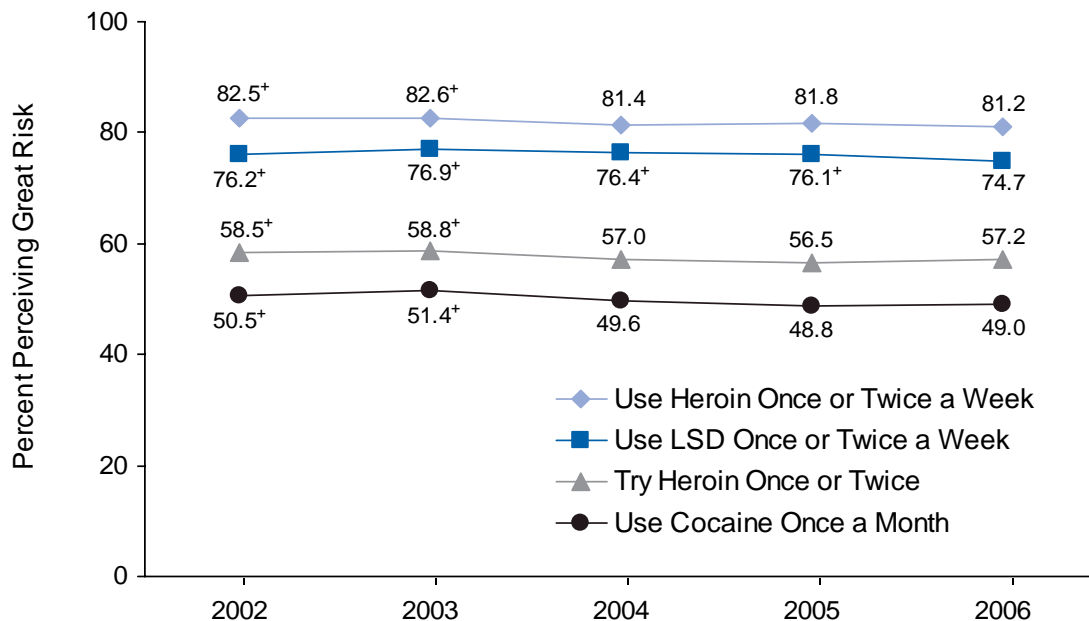 Percent Perceiving Great Risk
100
80
60
40
20
0
82.5+ 82.6+ 81.4 81.8 81.2
76.2+ 76.9+ 76.4+ 76.1+ 74.7
58.5+ 58.8+ 57.0 56.5 57.2
50.5+ 51.4+ 49.6 48.8 49.0
Use Heroin Once or Twice a Week
Use LSD Once or Twice a Week
Try Heroin Once or Twice
Use Cocaine Once a Month
2002 2003 2004 2005 2006